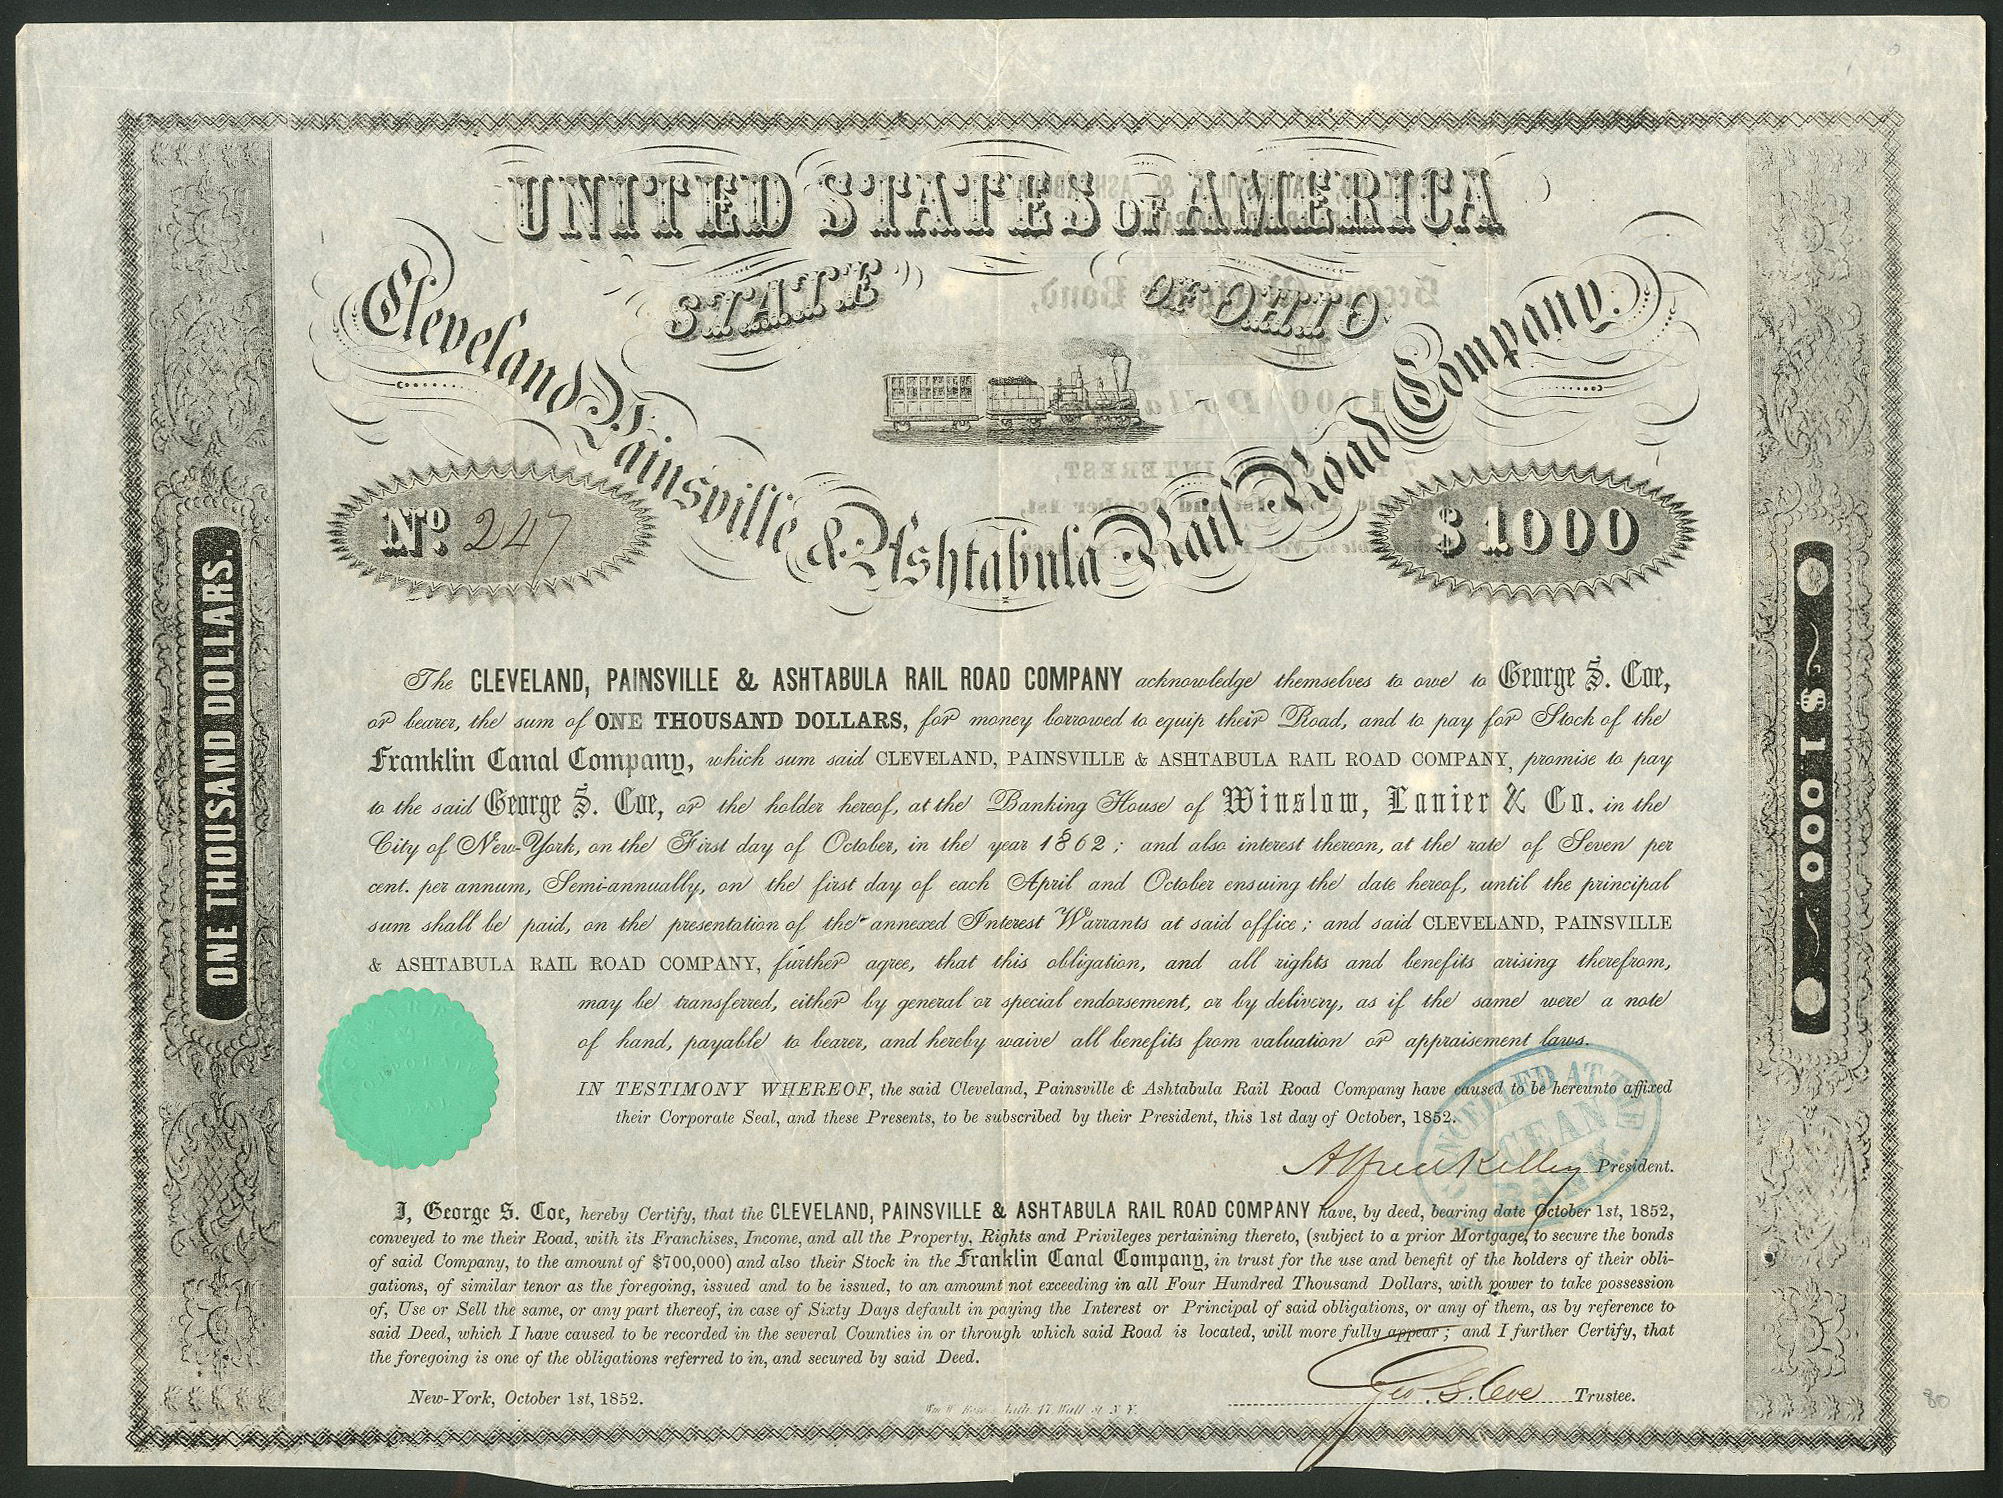 UNITED STATES OF AMERICA
STATE OF OHIO
Cleveland Painsville & Ashtabula Rail Road Company.
No. 247
$1000
ONE THOUSAND DOLLARS.
$1000.
The CLEVELAND, PAINSVILLE & ASHTABULA RAIL ROAD COMPANY acknowledge themselves to owe to George S. Coe,
or bearer, the sum of ONE THOUSAND DOLLARS, for money borrowed to equip their Road, and to pay for Stock of the
Franklin Canal Company, which sum said CLEVELAND, PAINSVILLE & ASHTABULA RAIL ROAD COMPANY, promise to pay
to the said George S. Coe, or the holder hereof, at the Banking House of Winslow, Lanier & Co. in the
City of New-York, on the First day of October, in the year 1862; and also interest thereon, at the rate of Seven per
cent. per annum, Semi-annually, on the first day of each April and October ensuing the date hereof, until the principal
sum shall be paid, on the presentation of the annexed Interest Warrants at said office; and said CLEVELAND, PAINSVILLE
& ASHTABULA RAIL ROAD COMPANY, further agree, that this obligation, and all rights and benefits arising therefrom,
may be transferred, either by general or special endorsement, or by delivery, as if the same were a note
of hand, payable to bearer, and hereby waive all benefits from valuation or appraisement laws.
IN TESTIMONY WHEREOF, the said Cleveland, Painsville & Ashtabula Rail Road Company have caused to be hereunto affixed
their Corporate Seal, and these Presents, to be subscribed by their President, this 1st day of October, 1852.
CANCELLED AT THE
OCEAN
BANK.
Alfred Kelley President.
I, George S. Coe, hereby Certify, that the CLEVELAND, PAINSVILLE & ASHTABULA RAIL ROAD COMPANY have, by deed, bearing date October 1st, 1852,
conveyed to me their Road, with its Franchises, Income, and all the Property, Rights and Privileges pertaining thereto, (subject to a prior Mortgage, to secure the bonds
of said Company, to the amount of $700,000) and also their Stock in the Franklin Canal Company, in trust for the use and benefit of the holders of their obli-
gations, of similar tenor as the foregoing, issued and to be issued, to an amount not exceeding in all Four Hundred Thousand Dollars, with power to take possession
of, Use or Sell the same, or any part thereof, in case of Sixty Days default in paying the Interest or Principal of said obligations, or any of them, as by reference to
said Deed, which I have caused to be recorded in the several Counties in or through which said Road is located, will more fully appear; and I further Certify, that
the foregoing is one of the obligations referred to in, and secured by said Deed.
New-York, October 1st, 1852.
Geo. S. Coe Trustee.
Wall St N.Y.
80